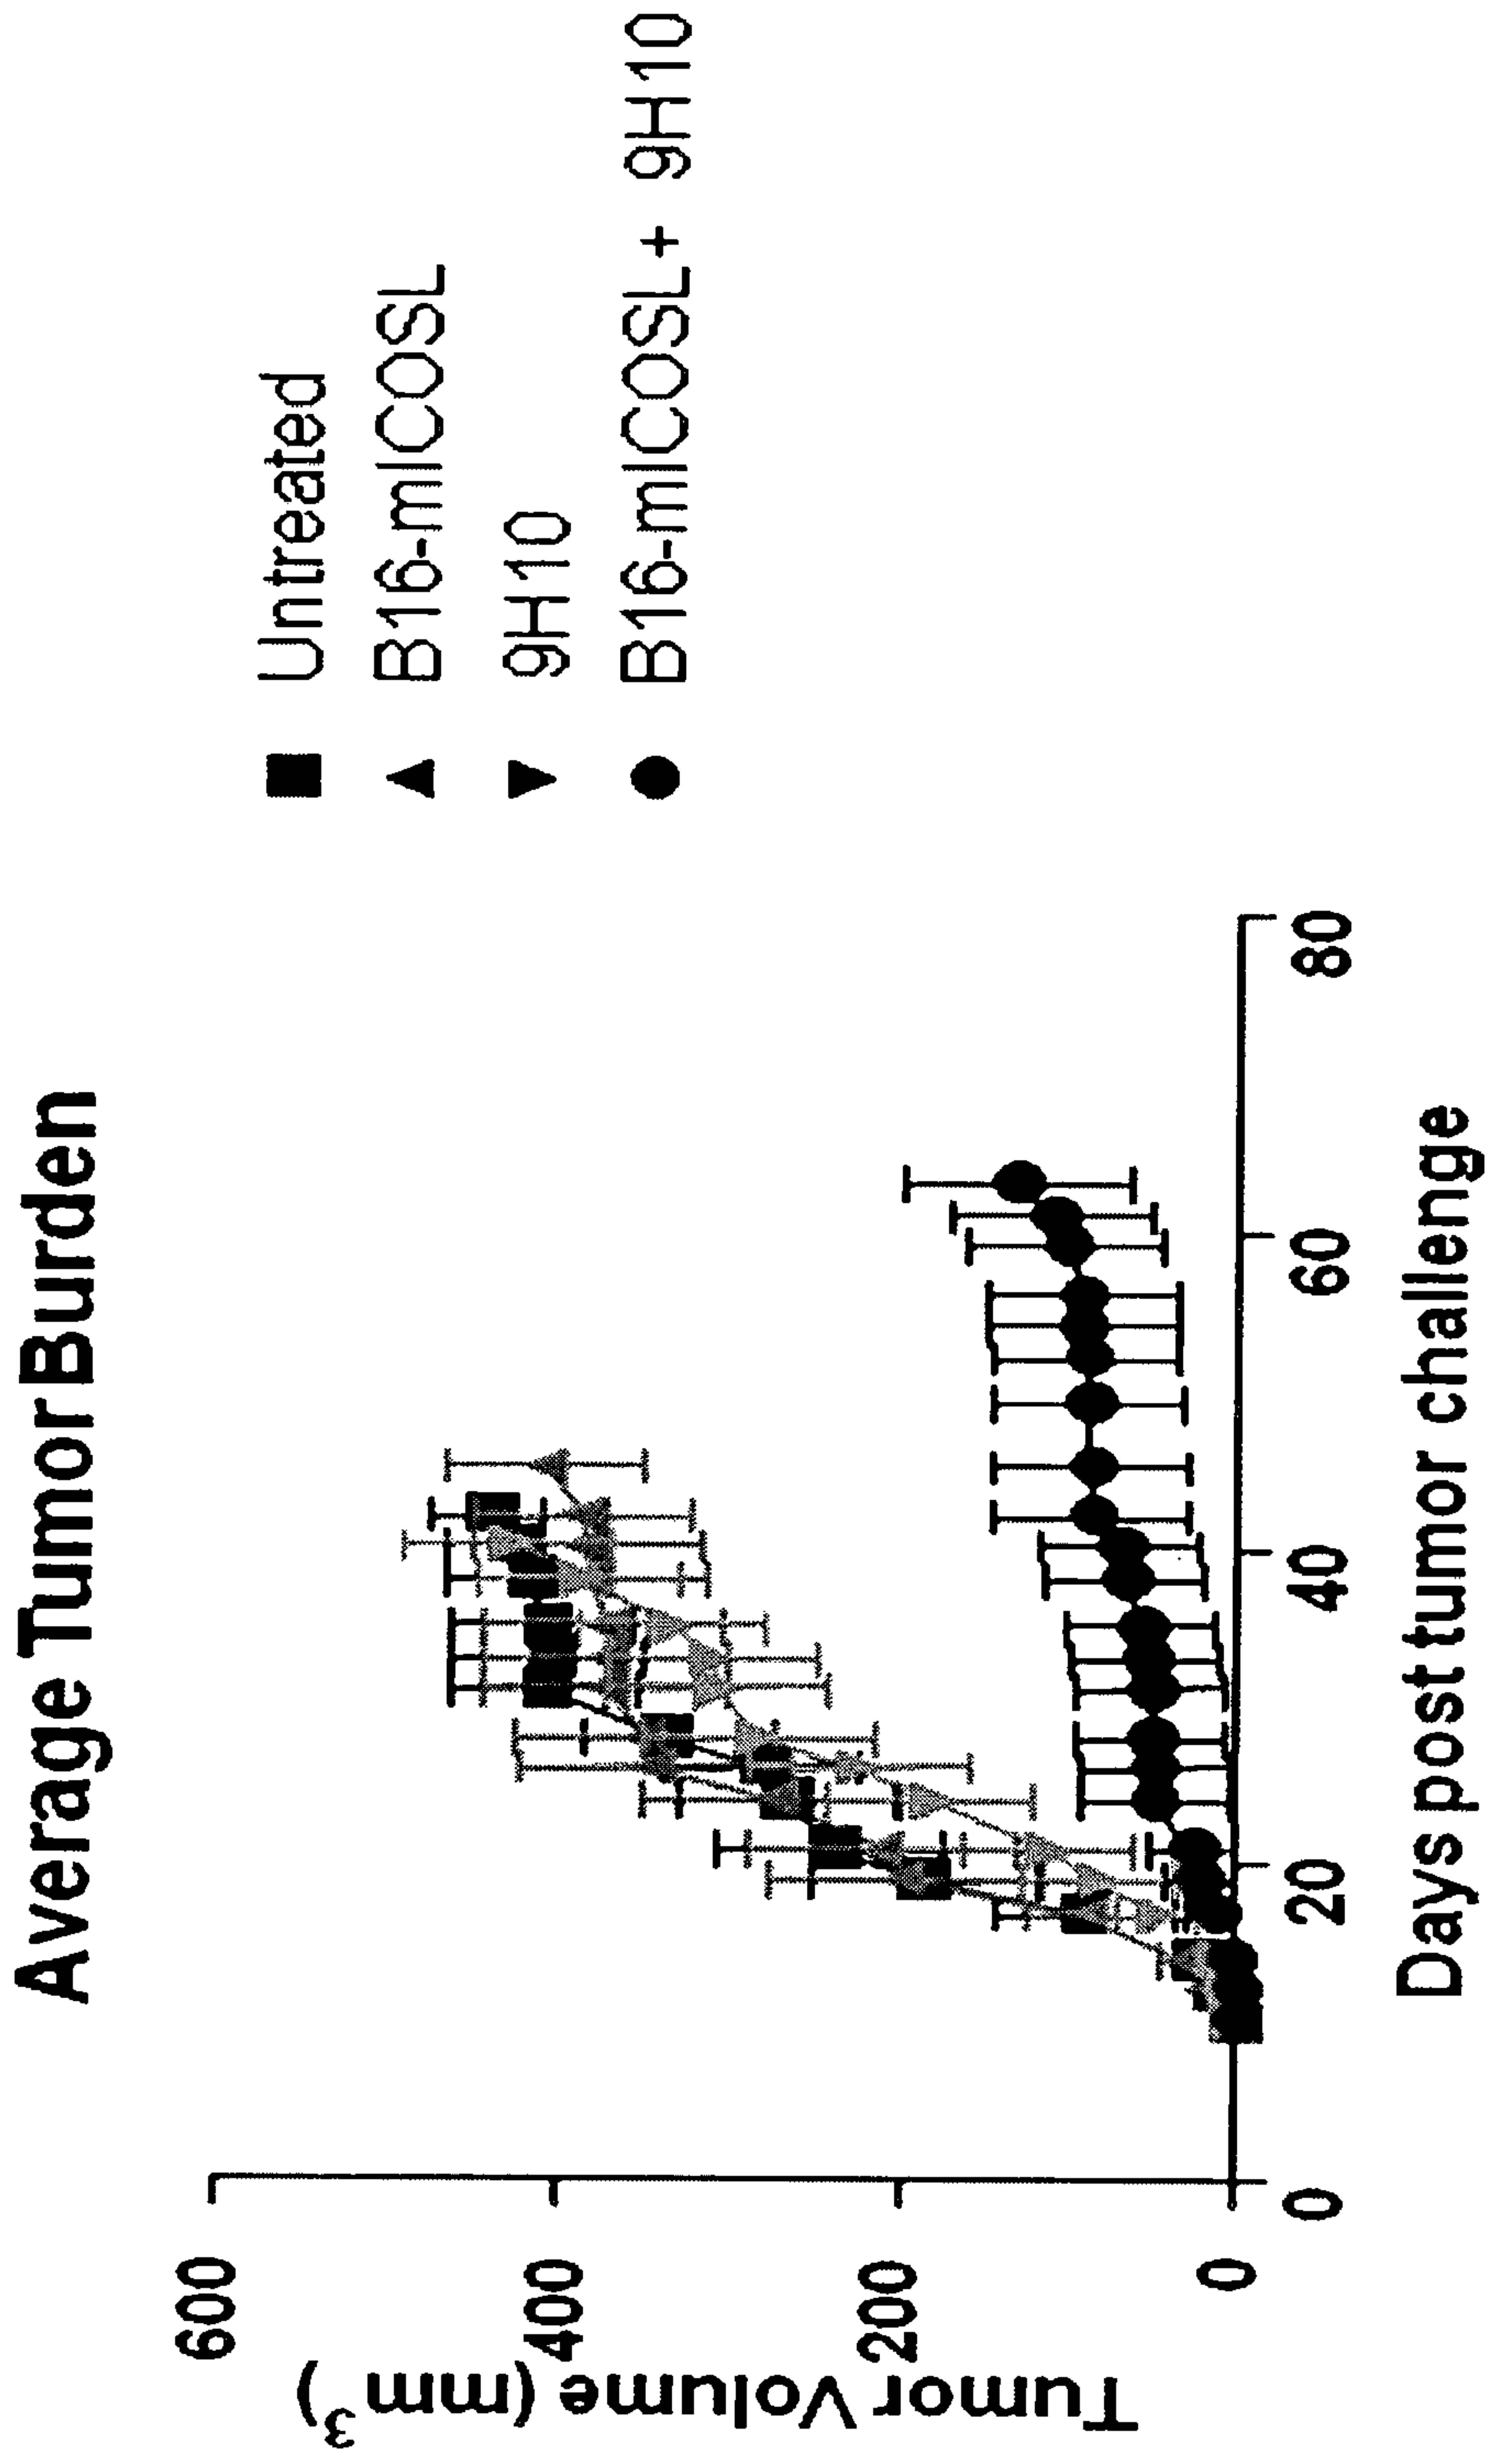 Average Tumor Burden
Untreated
B16-mICOSL
9H10
B16-mICOSL+ 9H10
Tumor Volume (mm3)
600
400
200
0
0
20
40
60
80
Days post tumor challenge